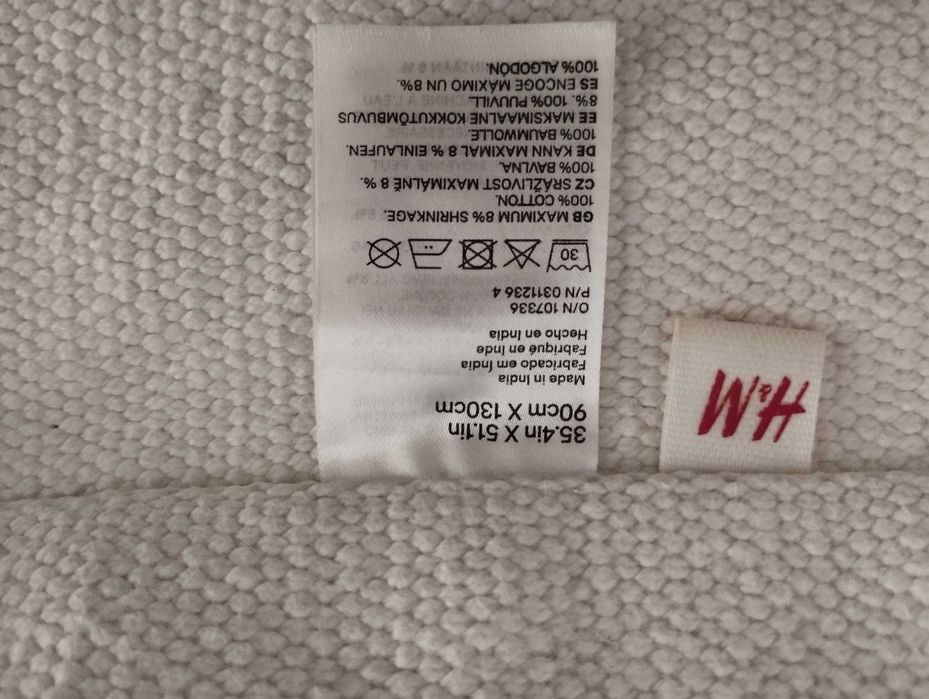 35.4in X 51.1in
90cm X 130cm
Made in India
Fabricado em Índia
Fabriqué en Inde
Hecho en India
O/N 107336
P/N 0311236 4
30
GB MAXIMUM 8% SHRINKAGE.
100% COTTON.
CZ SRÁŽLIVOST MAXIMÁLNĚ 8 %.
100% BAVLNA.
DE KANN MAXIMAL 8 % EINLAUFEN.
100% BAUMWOLLE.
EE MAKSIMAALNE KOKKUTÕMBUVUS
8%. 100% PUUVILL.
ES ENCOGE MÁXIMO UN 8%.
100% ALGODÓN.
H&M